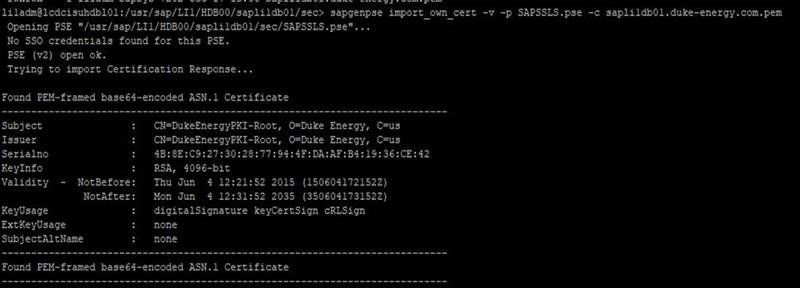 liladm@lcdcisuhdbl01:/usr/sap/LI1/HDB00/saplildb01/sec> sapgenpse import_own_cert -v -p SAPSSLS.pse -c saplildb01.duke-energy.com.pem
Opening PSE "/usr/sap/LI1/HDB00/saplildb01/sec/SAPSSLS.pse"...
No SSO credentials found for this PSE.
PSE (v2) open ok.
Trying to import Certification Response...
Found PEM-framed base64-encoded ASN.1 Certificate
Subject : CN=DukeEnergyPKI-Root, O=Duke Energy, C=us
Issuer : CN=DukeEnergyPKI-Root, O=Duke Energy, C=us
Serialno : 4B:8E:C9:27:30:28:77:94:4F:DA:AF:B4:19:36:CE:42
KeyInfo : RSA, 4096-bit
Validity - NotBefore: Thu Jun 4 12:21:52 2015 (150604172152Z)
NotAfter: Mon Jun 4 12:31:52 2035 (350604173152Z)
KeyUsage : digitalSignature keyCertSign cRLSign
ExtKeyUsage : none
SubjectAltName : none
Found PEM-framed base64-encoded ASN.1 Certificate